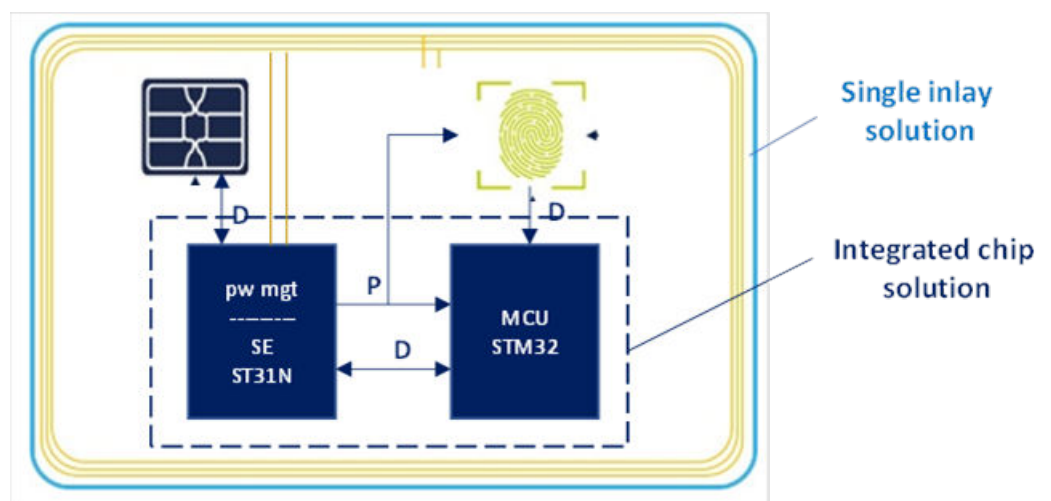 Single inlay
solution
D
D
Integrated chip
solution
pw mgt
---------
SE
ST31N
P
MCU
STM32
D